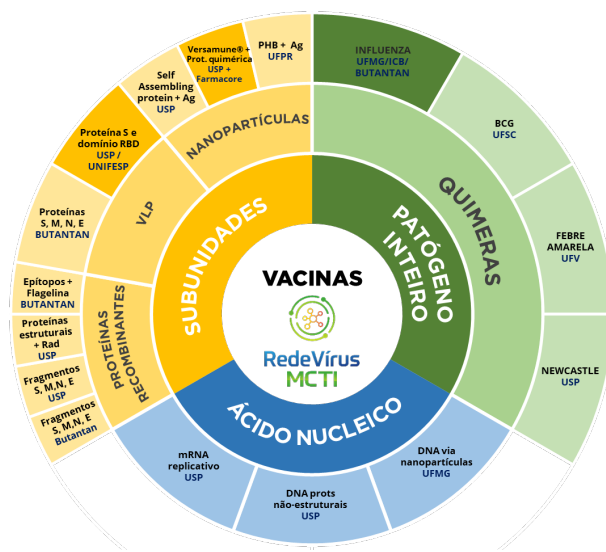 VACINAS
RedeVírus
MCTI
SUBUNIDADES
PATÓGENO
INTEIRO
ÁCIDO NUCLEICO
NANOPARTÍCULAS
VLP
PROTEÍNAS
RECOMBINANTES
QUIMERAS
INFLUENZA
UFMG/ICB/
BUTANTAN
BCG
UFSC
FEBRE
AMARELA
UFV
NEWCASTLE
USP
DNA via
nanopartículas
UFMG
DNA prots
não-estruturais
USP
mRNA
replicativo
USP
Fragmentos
S, M,N, E
Butantan
Fragmentos
S, M,N, E
USP
Proteínas
estruturais
+ Rad
USP
Epítopos +
Flagelina
BUTANTAN
Proteínas
S, M, N, E
BUTANTAN
Proteína S e
domínio RBD
USP /
UNIFESP
Self
Assembling
protein + Ag
USP
Versamune® +
Prot. quimérica
USP +
Farmacore
PHB + Ag
UFPR